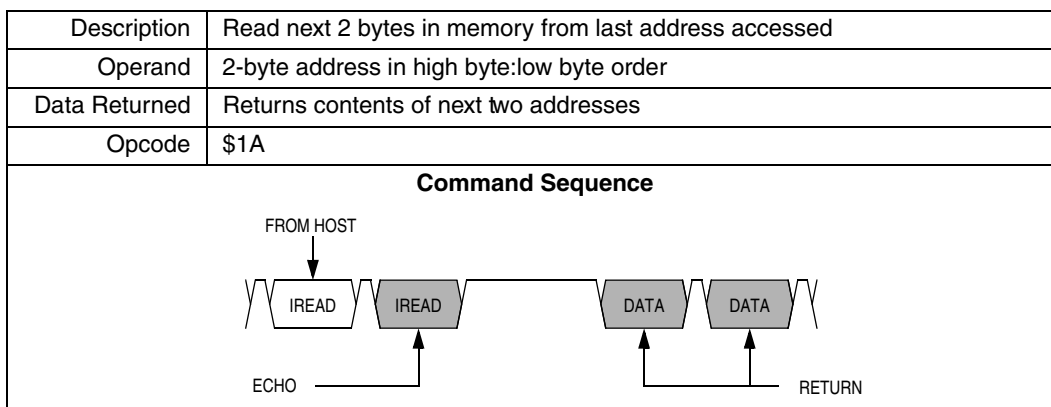 Description Read next 2 bytes in memory from last address accessed
Operand 2-byte address in high byte:low byte order
Data Returned Returns contents of next two addresses
Opcode $1A
Command Sequence
FROM HOST
IREAD IREAD DATA DATA
ECHO RETURN